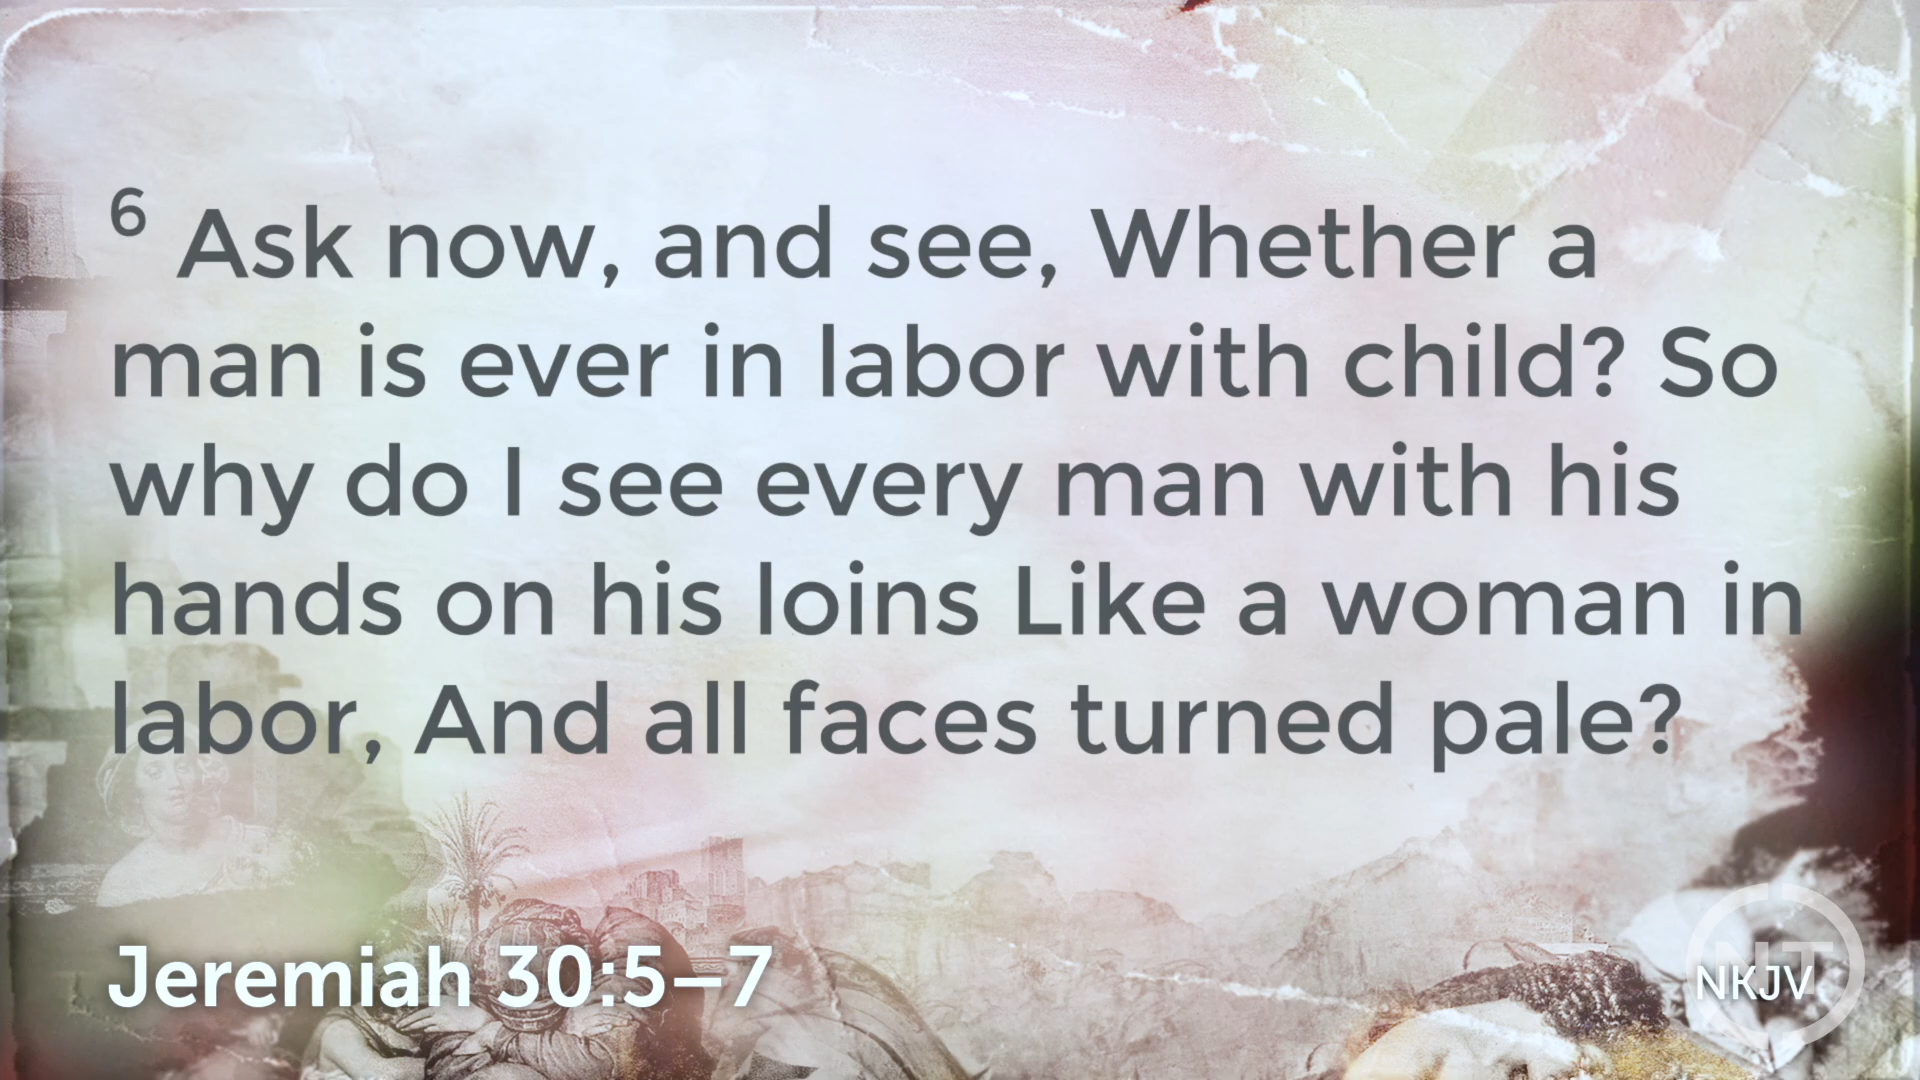 6 Ask now, and see, Whether a
man is ever in labor with child? So
why do I see every man with his
hands on his loins Like a woman in
labor, And all faces turned pale?
Jeremiah 30:5–7
NT
NKJV